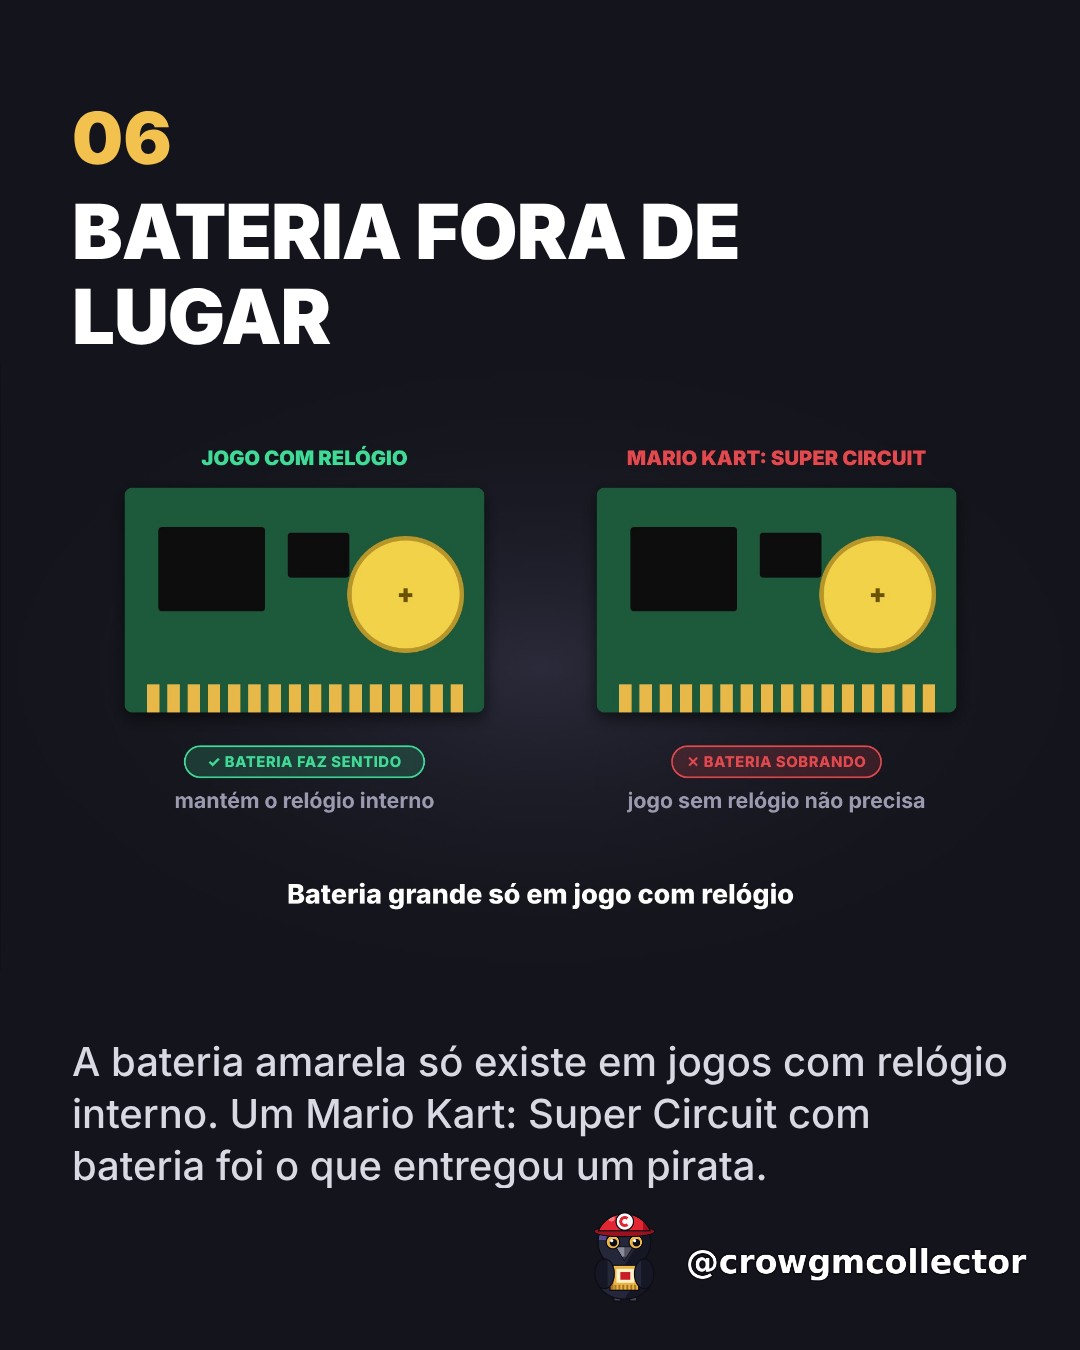 06
BATERIA FORA DE
LUGAR
JOGO COM RELÓGIO
MARIO KART: SUPER CIRCUIT
+
+
✓ BATERIA FAZ SENTIDO
✕ BATERIA SOBRANDO
mantém o relógio interno
jogo sem relógio não precisa
Bateria grande só em jogo com relógio
A bateria amarela só existe em jogos com relógio
interno. Um Mario Kart: Super Circuit com
bateria foi o que entregou um pirata.
C
@crowgmcollector